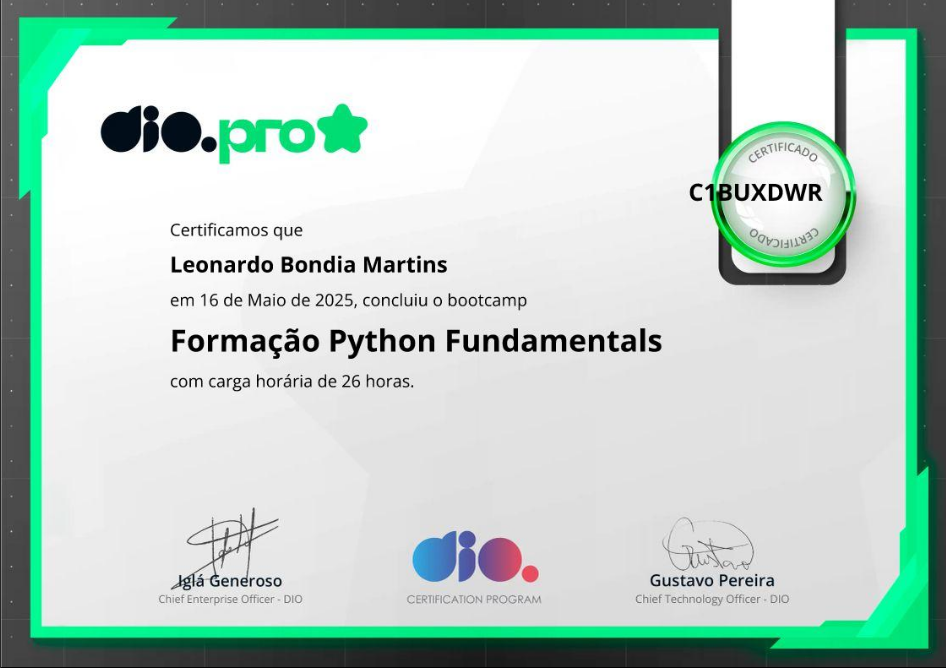 dio.pro
CERTIFICADO
C1BUXDWR
CERTIFICADO
Certificamos que
Leonardo Bondia Martins
em 16 de Maio de 2025, concluiu o bootcamp
Formação Python Fundamentals
com carga horária de 26 horas.
Iglá Generoso
Chief Enterprise Officer - DIO
dio.
CERTIFICATION PROGRAM
Gustavo
Gustavo Pereira
Chief Technology Officer - DIO